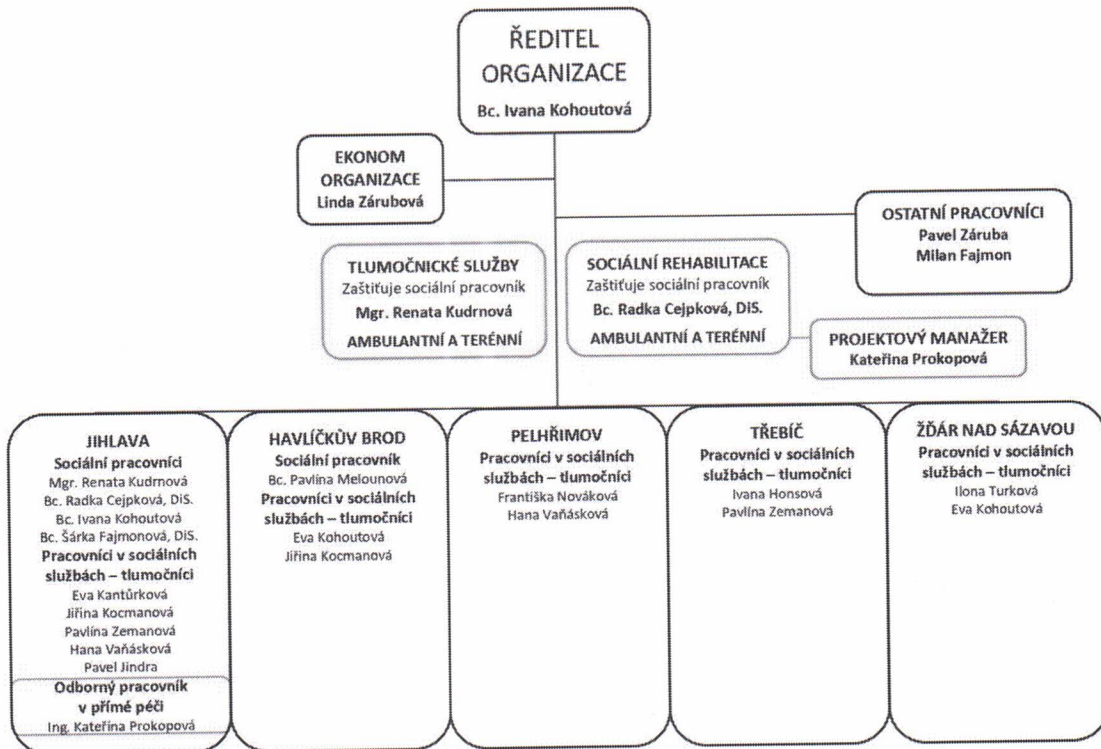 ŘEDITEL
ORGANIZACE
Bc. Ivana Kohoutová
EKONOM
ORGANIZACE
Linda Zárubová
OSTATNÍ PRACOVNÍCI
Pavel Záruba
Milan Fajmon
TLUMOČNICKÉ SLUŽBY
Zaštiťuje sociální pracovník
Mgr. Renata Kudrnová
AMBULANTNÍ A TERÉNNÍ
SOCIÁLNÍ REHABILITACE
Zaštiťuje sociální pracovník
Bc. Radka Cejpková, DiS.
AMBULANTNÍ A TERÉNNÍ
PROJEKTOVÝ MANAŽER
Kateřina Prokopová
JIHLAVA
Sociální pracovníci
Mgr. Renata Kudrnová
Bc. Radka Cejpková, DiS.
Bc. Ivana Kohoutová
Bc. Šárka Fajmonová, DiS.
Pracovníci v sociálních
službách – tlumočníci
Eva Kantůrková
Jiřina Kocmanová
Pavlína Zemanová
Hana Vaňásková
Pavel Jindra
Odborný pracovník
v přímé péči
Ing. Kateřina Prokopová
HAVLÍČKŮV BROD
Sociální pracovník
Bc. Pavlína Melounová
Pracovníci v sociálních
službách – tlumočníci
Eva Kohoutová
Jiřina Kocmanová
PELHŘIMOV
Pracovníci v sociálních
službách – tlumočníci
Františka Nováková
Hana Vaňásková
TŘEBÍČ
Pracovníci v sociálních
službách – tlumočníci
Ivana Honsová
Pavlína Zemanová
ŽĎÁR NAD SÁZAVOU
Pracovníci v sociálních
službách – tlumočníci
Ilona Turková
Eva Kohoutová